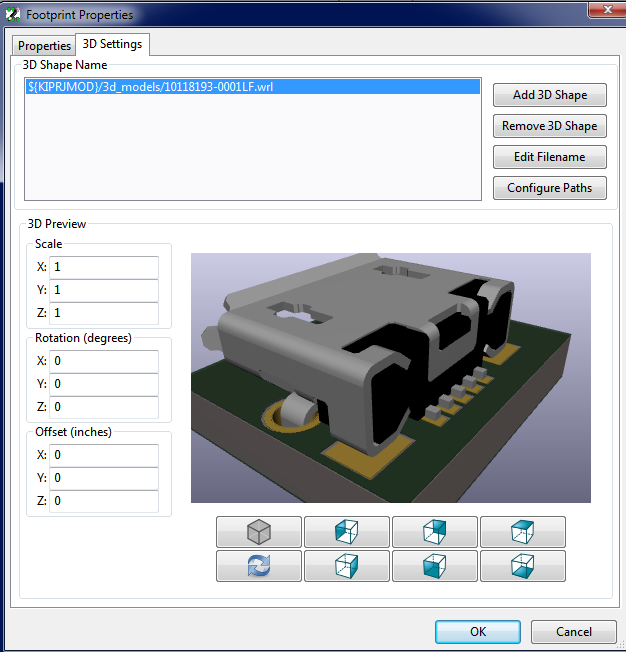 Footprint Properties
Properties
3D Settings
3D Shape Name
${KIPRJMOD}/3d_models/10118193-0001LF.wrl
Add 3D Shape
Remove 3D Shape
Edit Filename
Configure Paths
3D Preview
Scale
X: 1
Y: 1
Z: 1
Rotation (degrees)
X: 0
Y: 0
Z: 0
Offset (inches)
X: 0
Y: 0
Z: 0
OK
Cancel